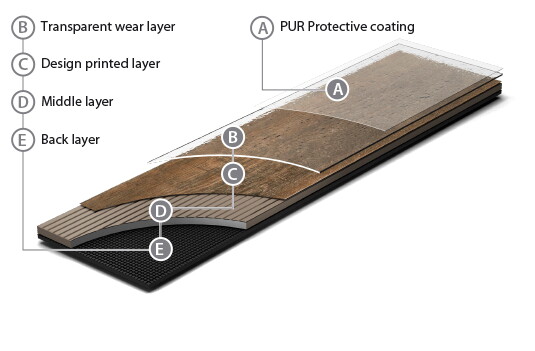 B Transparent wear layer
A PUR Protective coating
C Design printed layer
D Middle layer
E Back layer
A
B
C
D
E